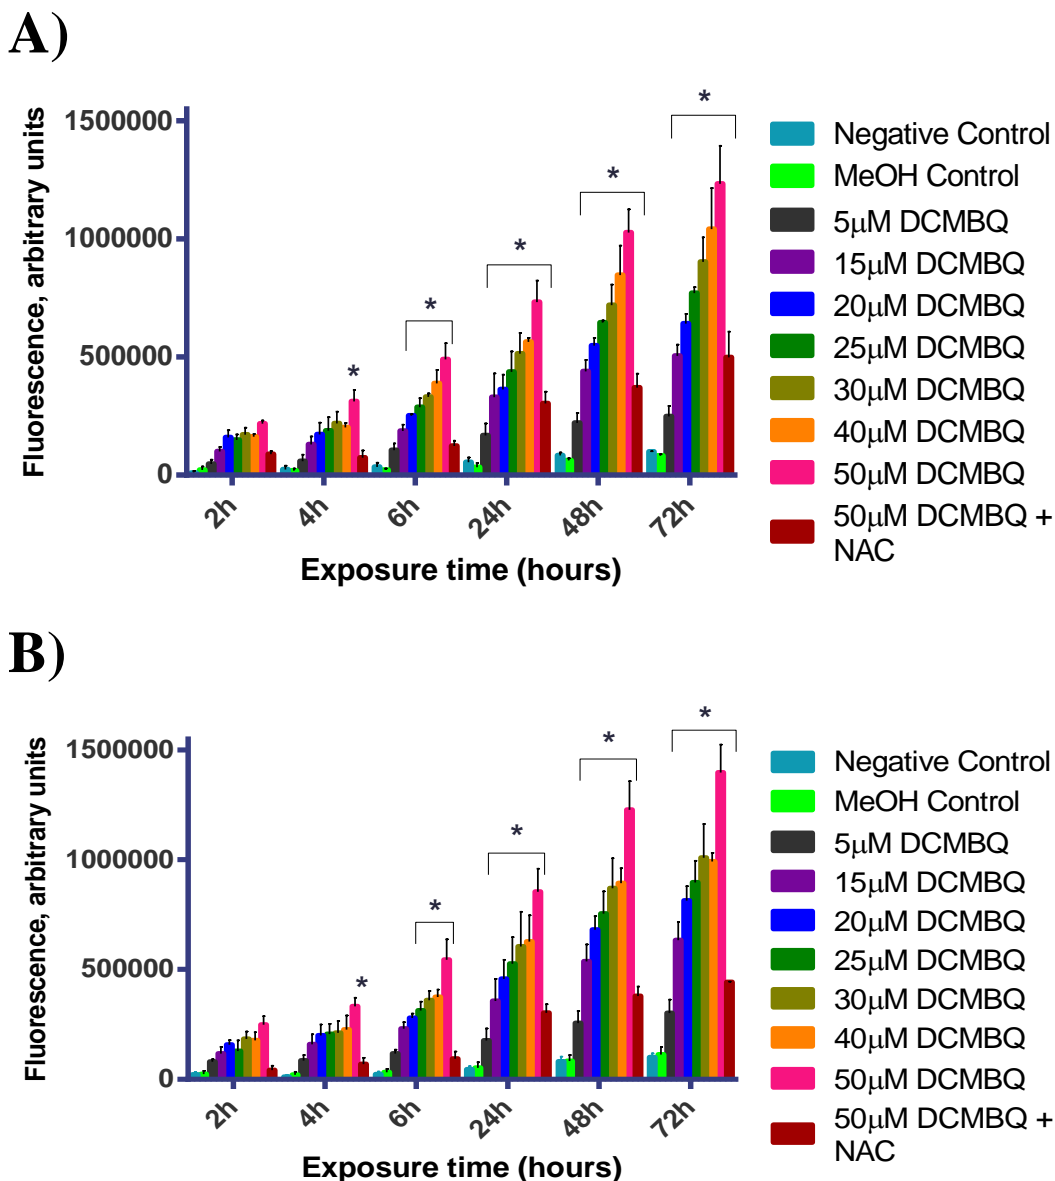 A)
Fluorescence, arbitrary units
1500000
1000000
500000
0
*
*
*
*
*
2h
4h
6h
24h
48h
72h
Exposure time (hours)
Negative Control
MeOH Control
5μM DCMBQ
15μM DCMBQ
20μM DCMBQ
25μM DCMBQ
30μM DCMBQ
40μM DCMBQ
50μM DCMBQ
50μM DCMBQ +
NAC
B)
Fluorescence, arbitrary units
1500000
1000000
500000
0
*
*
*
*
*
2h
4h
6h
24h
48h
72h
Exposure time (hours)
Negative Control
MeOH Control
5μM DCMBQ
15μM DCMBQ
20μM DCMBQ
25μM DCMBQ
30μM DCMBQ
40μM DCMBQ
50μM DCMBQ
50μM DCMBQ +
NAC